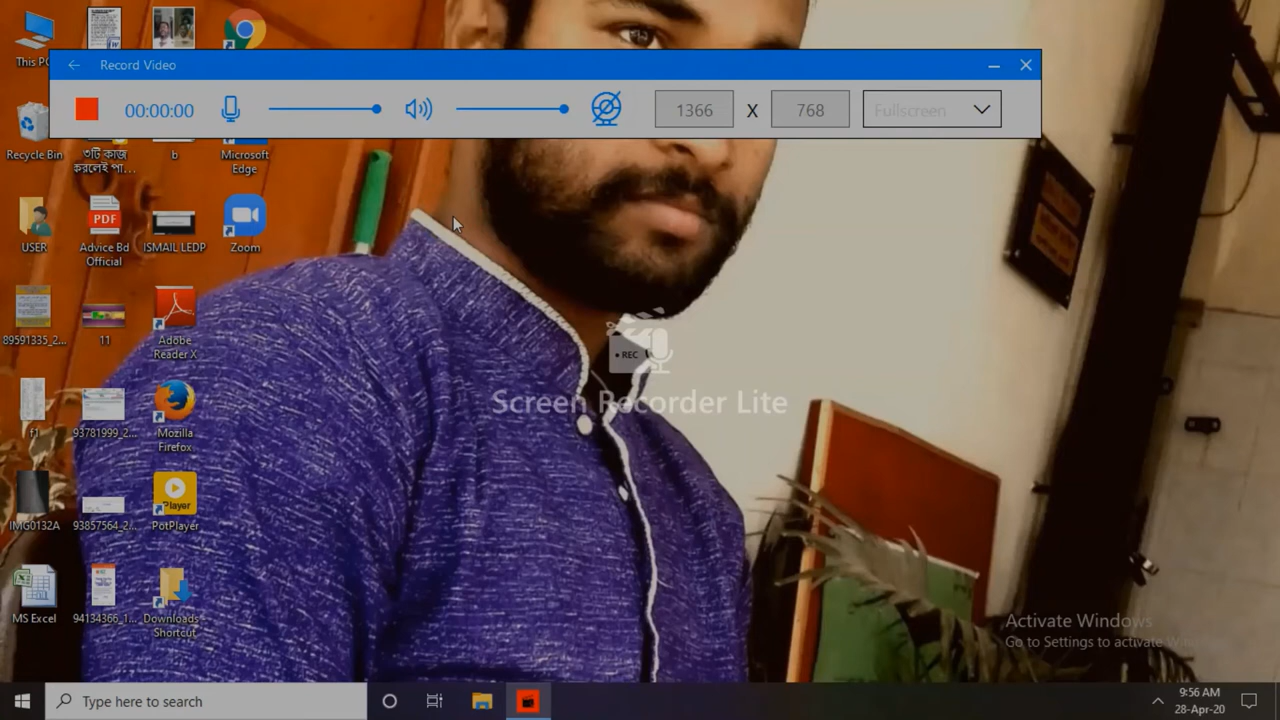 Record Video
00:00:00
1366
X
768
Fullscreen
This PC
Recycle Bin
৩টি কাজ
করলেই পা...
b
Microsoft
Edge
USER
PDF
Advice Bd
Official
ISMAIL LEDP
Zoom
89591335_2...
11
Adobe
Reader X
REC
Screen Recorder Lite
f1
93781999_2...
Mozilla
Firefox
IMG0132A
93857564_2...
Player
PotPlayer
MS Excel
94134366_1...
Downloads
Shortcut
Activate Windows
Go to Settings to activate
Type here to search
9:56 AM
28-Apr-20